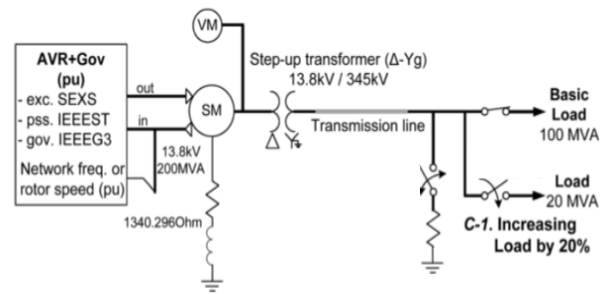 VM
AVR+Gov
(pu)
- exc. SEXS
- pss. IEEEST
- gov. IEEEG3
Network freq. or
rotor speed (pu)
out
in
SM
13.8kV
200MVA
1340.296Ohm
Step-up transformer (Δ-Yg)
13.8kV / 345kV
Δ Y
Transmission line
Basic
Load
100 MVA
Load
20 MVA
C-1. Increasing
Load by 20%